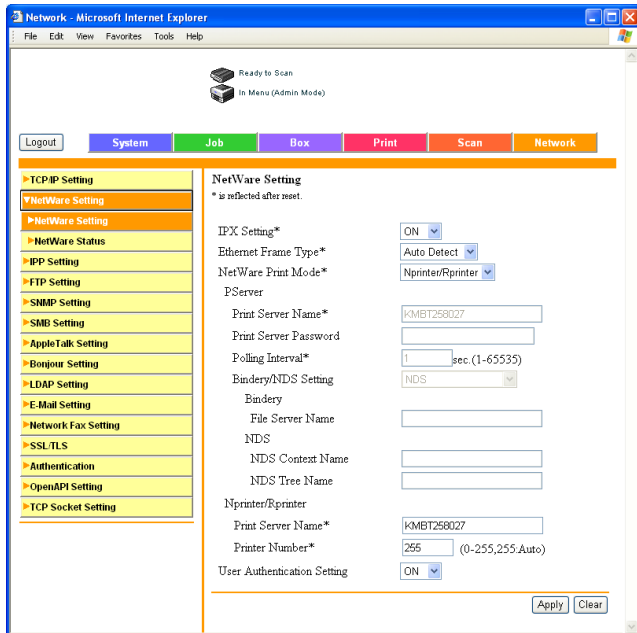 Network - Microsoft Internet Explorer
File Edit View Favorites Tools Help
Ready to Scan
In Menu (Admin Mode)
Logout System Job Box Print Scan Network
TCP/IP Setting
NetWare Setting
NetWare Setting
NetWare Status
IPP Setting
FTP Setting
SNMP Setting
SMB Setting
AppleTalk Setting
Bonjour Setting
LDAP Setting
E-Mail Setting
Network Fax Setting
SSL/TLS
Authentication
OpenAPI Setting
TCP Socket Setting
NetWare Setting
* is reflected after reset.
IPX Setting* ON
Ethernet Frame Type* Auto Detect
NetWare Print Mode* Nprinter/Rprinter
PServer
Print Server Name* KMBT258027
Print Server Password
Polling Interval* 1 sec.(1-65535)
Bindery/NDS Setting NDS
Bindery
File Server Name
NDS
NDS Context Name
NDS Tree Name
Nprinter/Rprinter
Print Server Name* KMBT258027
Printer Number* 255 (0-255,255:Auto)
User Authentication Setting ON
Apply Clear